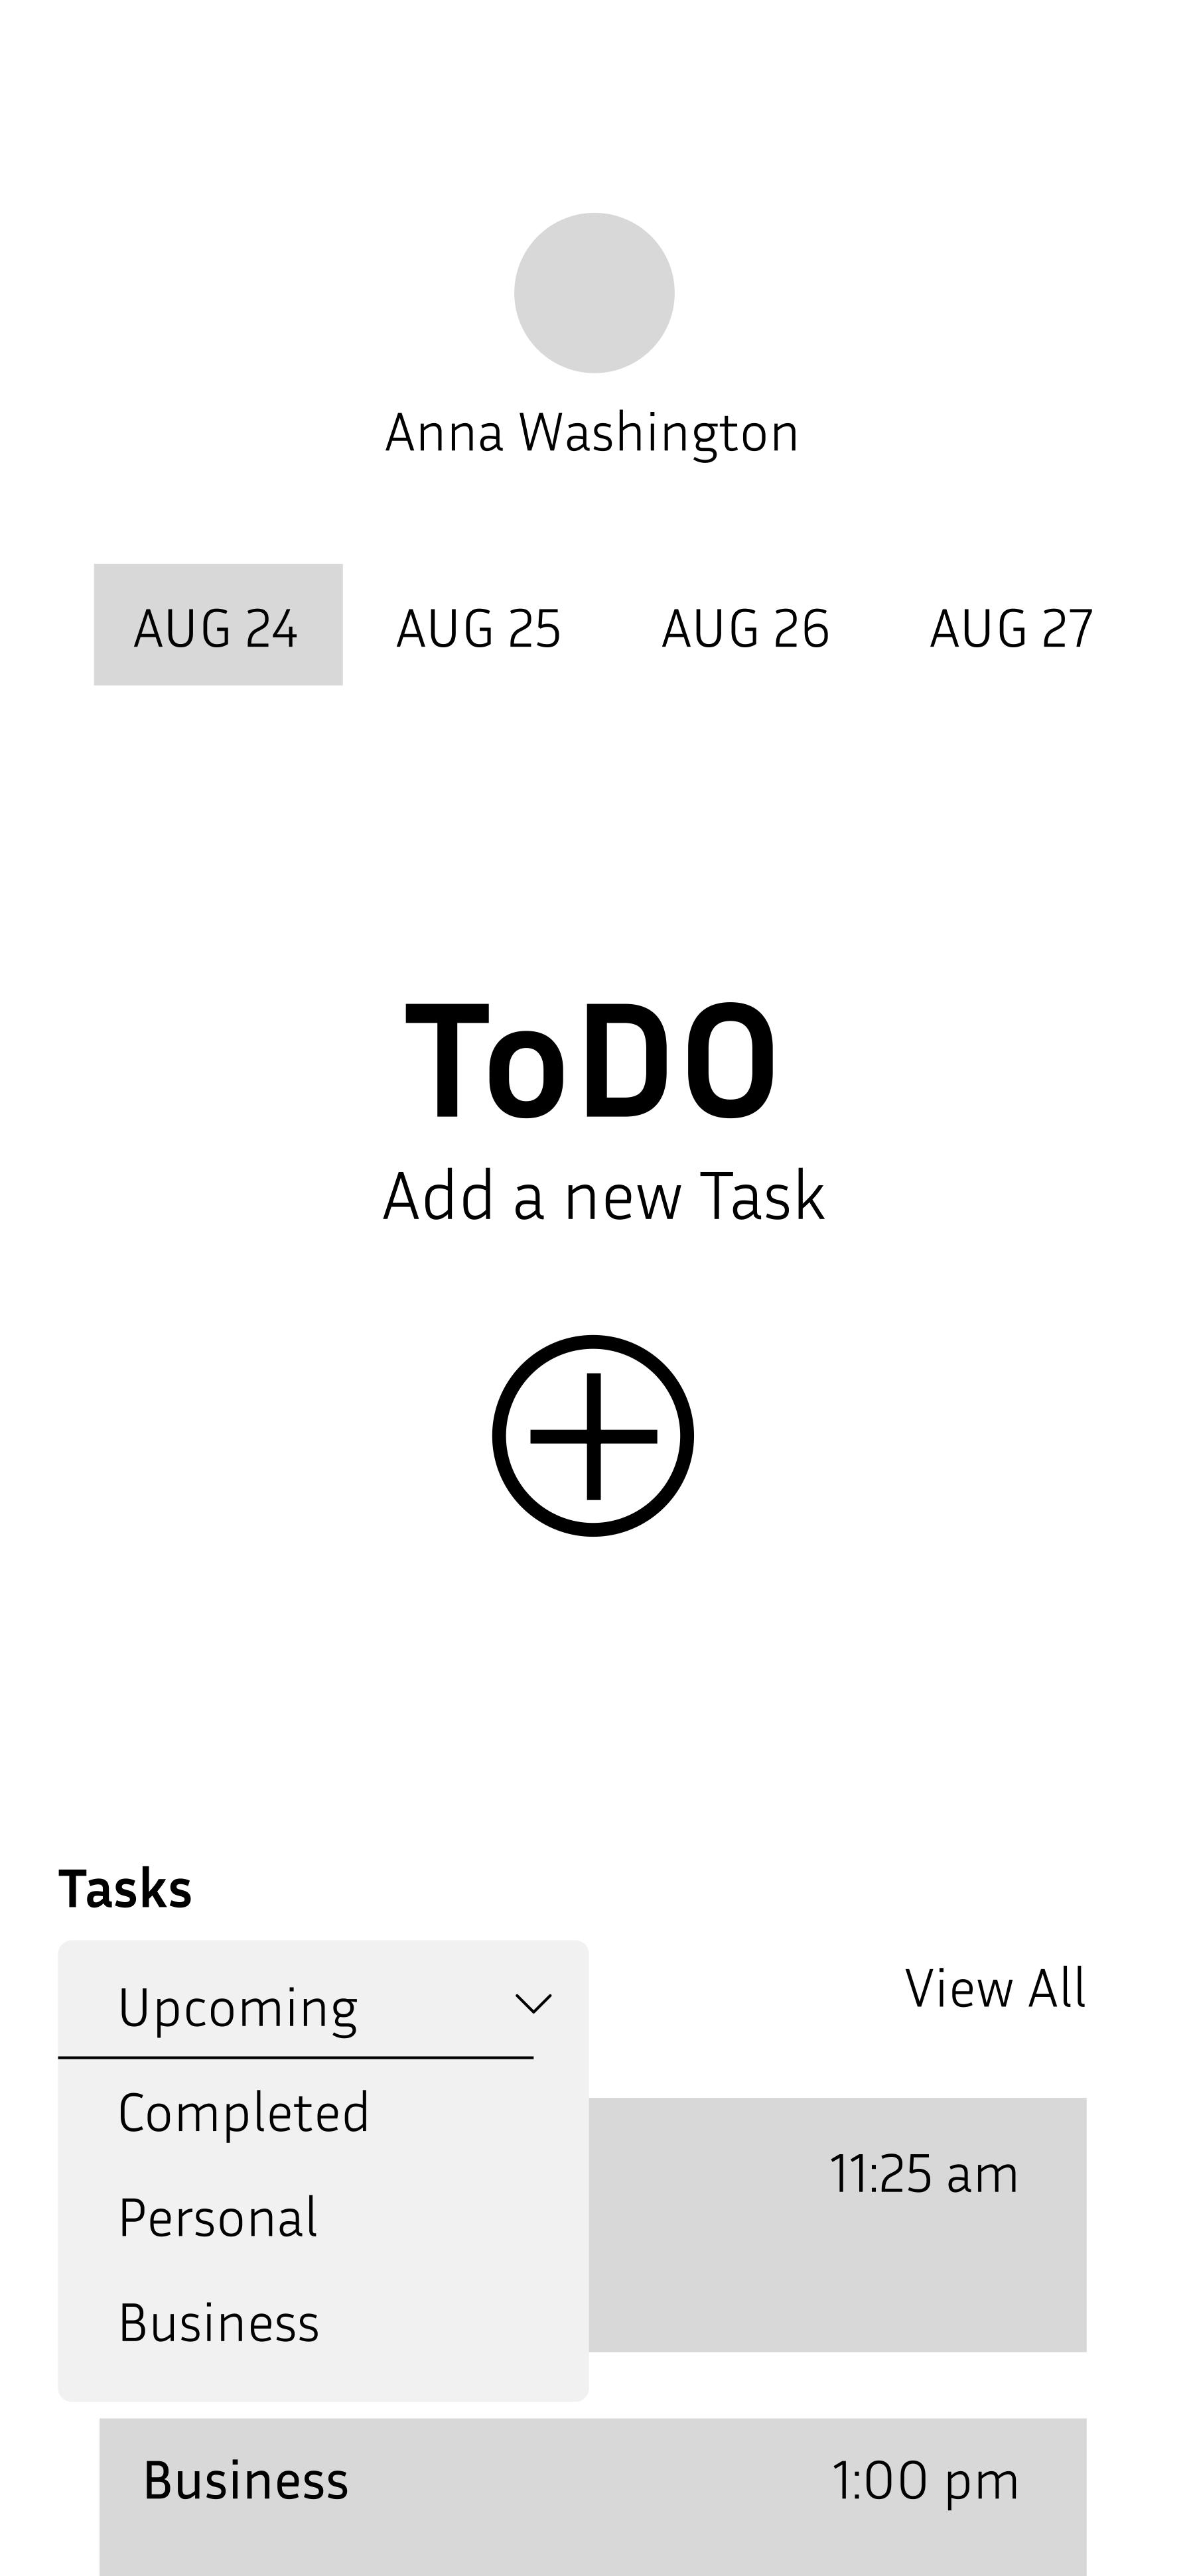 Anna Washington
AUG 24 AUG 25 AUG 26 AUG 27
ToDO
Add a new Task
Tasks
Upcoming
View All
Completed
11:25 am
Personal
Business
Business 1:00 pm